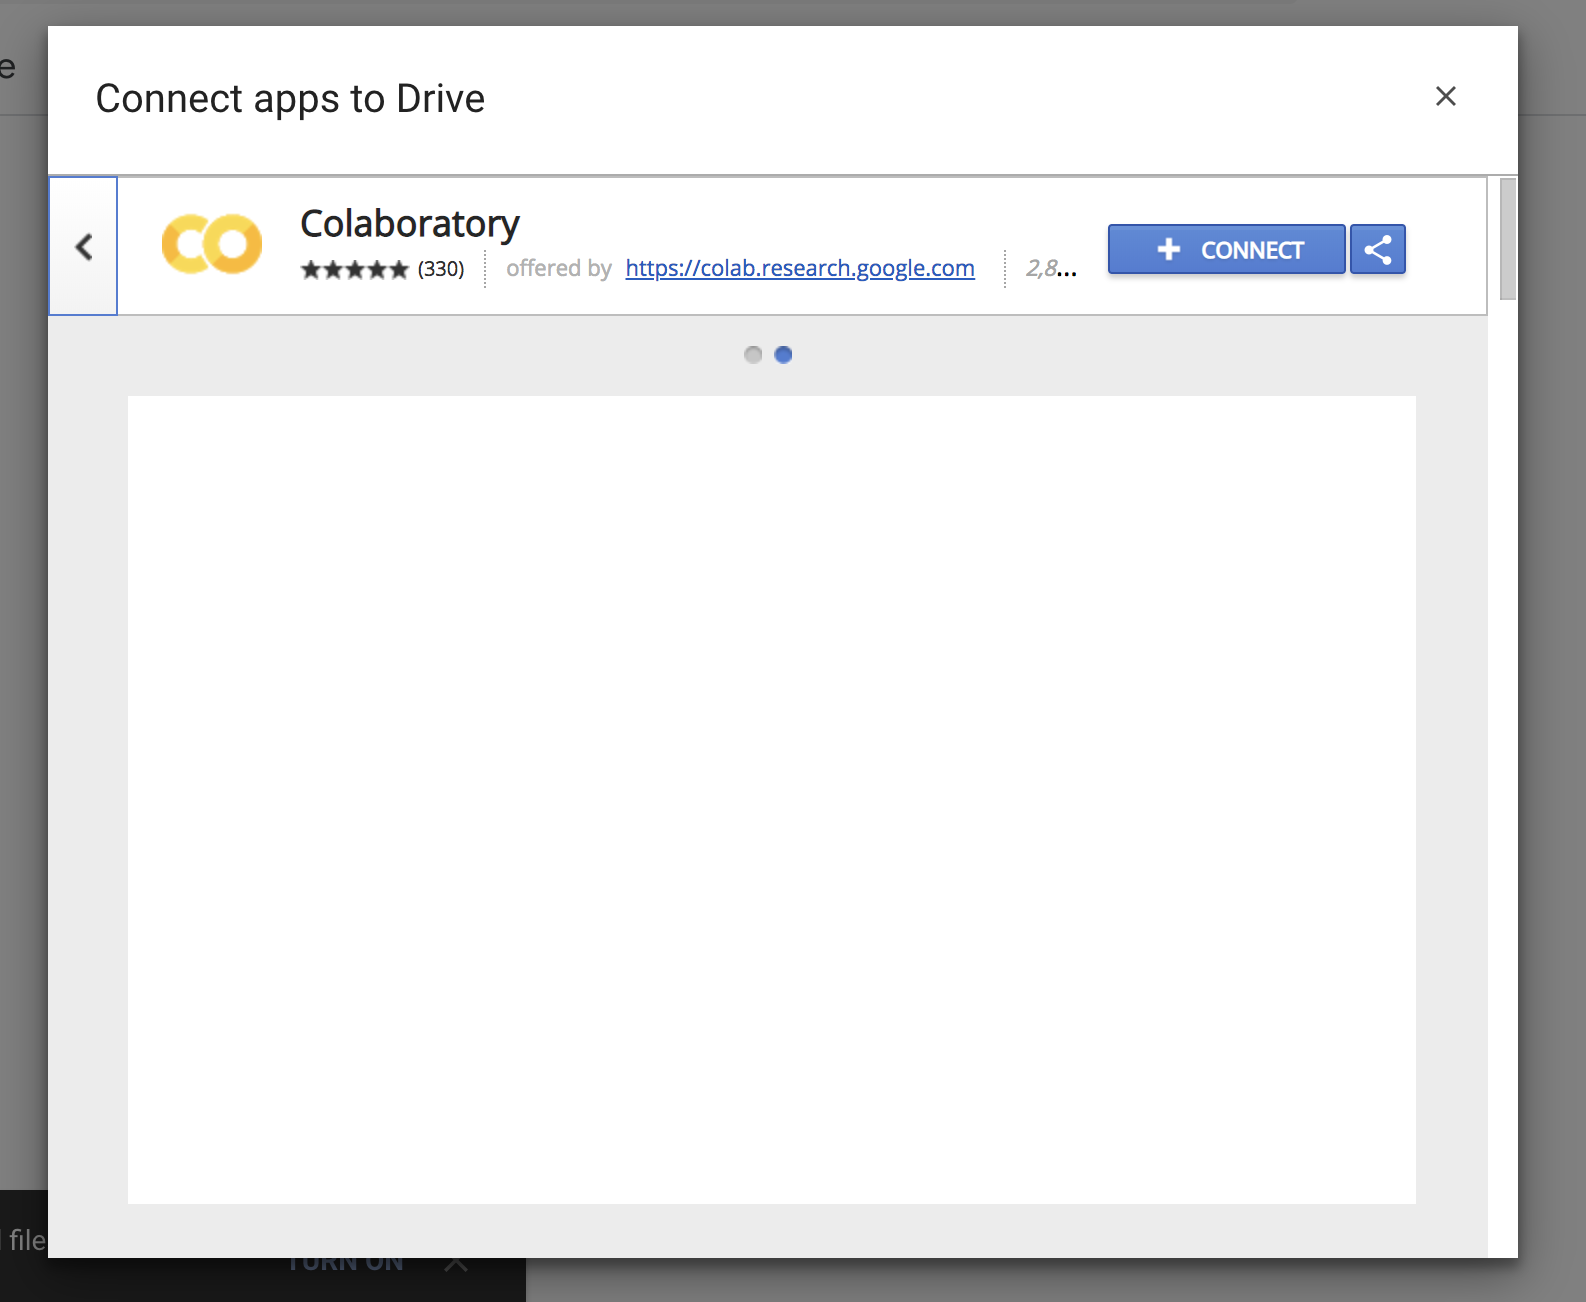 e
Connect apps to Drive
Colaboratory
(330) offered by https://colab.research.google.com 2,8...
CONNECT
file
TURN ON